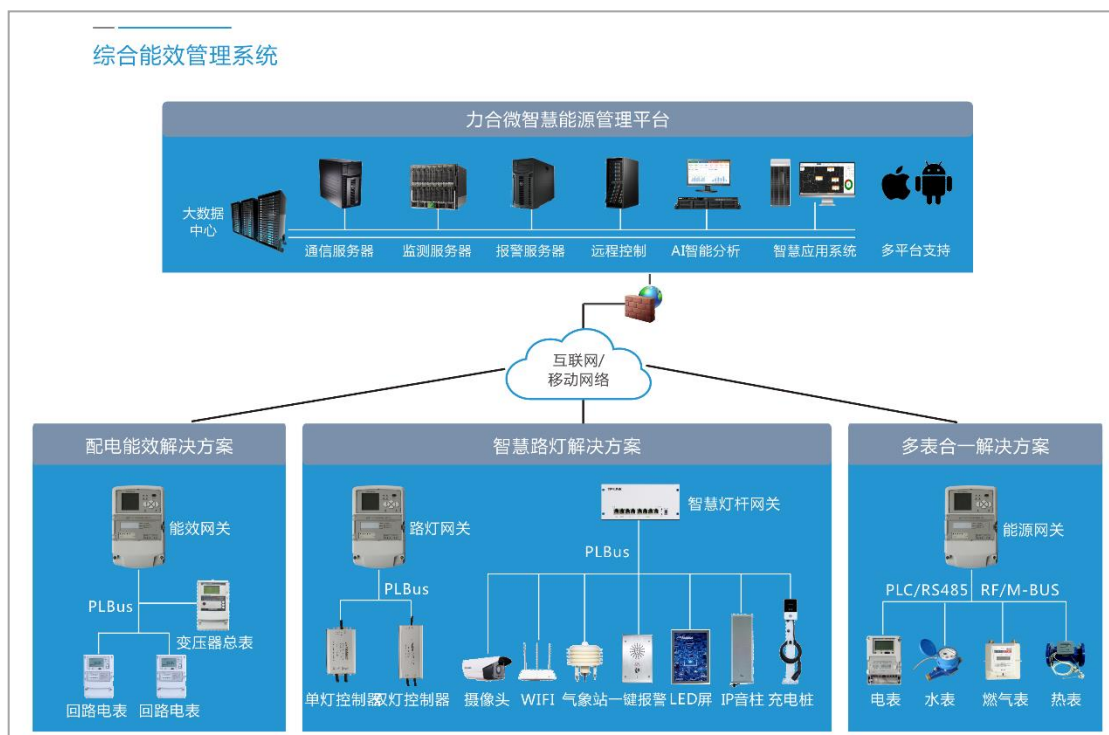 综合能效管理系统
力合微智慧能源管理平台
大数据
中心
通信服务器
监测服务器
报警服务器
远程控制
AI智能分析
智慧应用系统
多平台支持
互联网/
移动网络
配电能效解决方案
能效网关
PLBus
变压器总表
回路电表
回路电表
智慧路灯解决方案
路灯网关
PLBus
单灯控制器
双灯控制器
智慧灯杆网关
PLBus
摄像头
WIFI
气象站
一键报警
LED屏
IP音柱
充电桩
多表合一解决方案
能源网关
PLC/RS485
RF/M-BUS
电表
水表
燃气表
热表